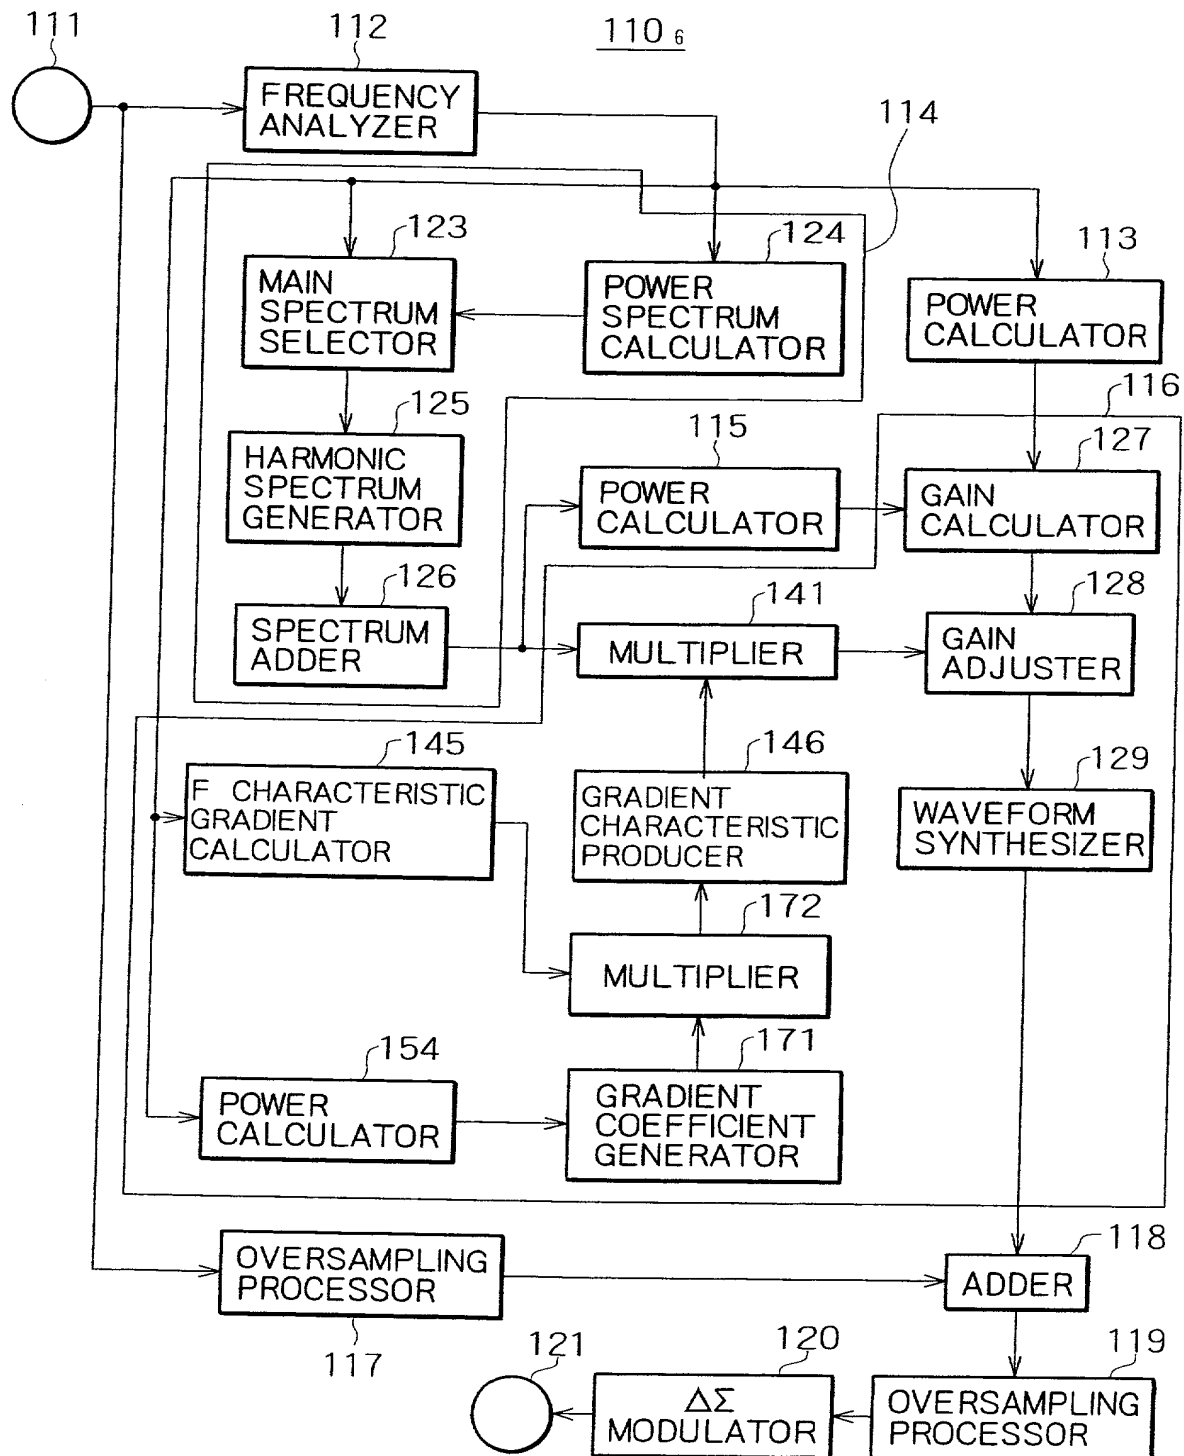 111
112
110 6
FREQUENCY
ANALYZER
114
123
124
113
MAIN
SPECTRUM
SELECTOR
POWER
SPECTRUM
CALCULATOR
POWER
CALCULATOR
116
125
115
127
HARMONIC
SPECTRUM
GENERATOR
POWER
CALCULATOR
GAIN
CALCULATOR
126
141
128
SPECTRUM
ADDER
MULTIPLIER
GAIN
ADJUSTER
145
146
129
F CHARACTERISTIC
GRADIENT
CALCULATOR
GRADIENT
CHARACTERISTIC
PRODUCER
WAVEFORM
SYNTHESIZER
172
MULTIPLIER
154
171
POWER
CALCULATOR
GRADIENT
COEFFICIENT
GENERATOR
118
OVERSAMPLING
PROCESSOR
ADDER
117
121
120
119
ΔΣ
MODULATOR
OVERSAMPLING
PROCESSOR